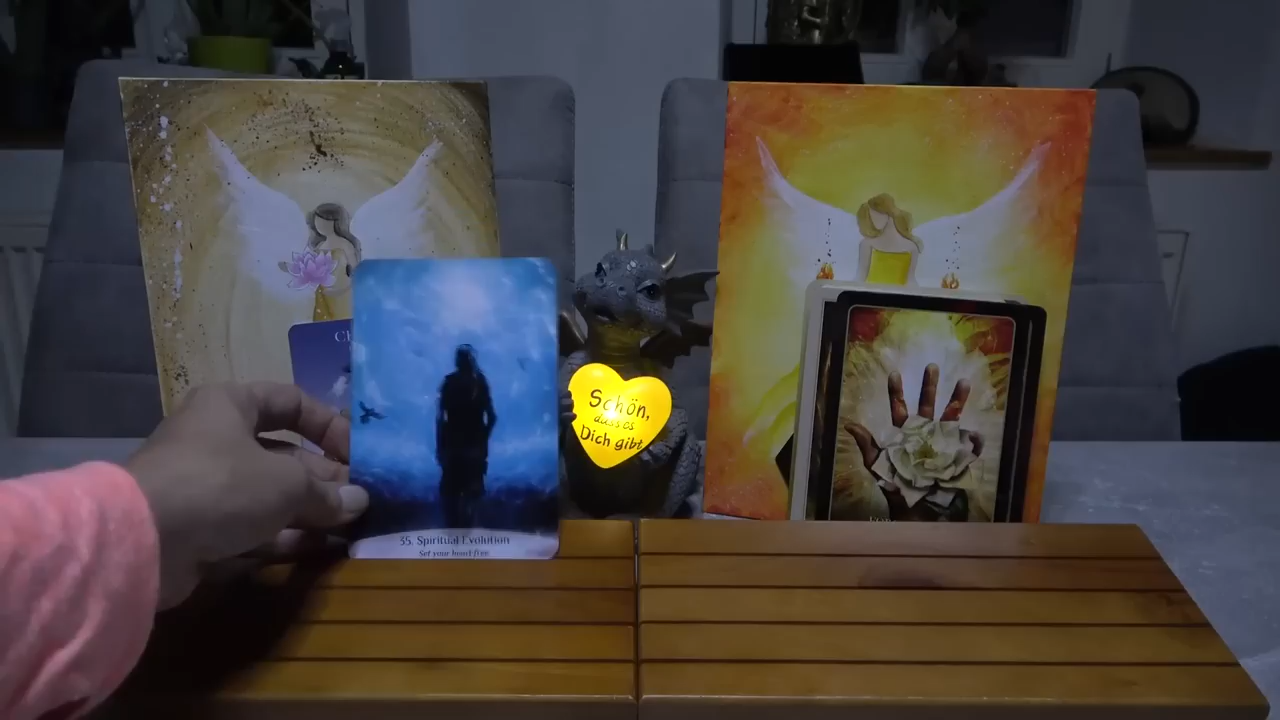 Schön,
dass es
Dich gibt
35. Spiritual Evolution
Set your heart free